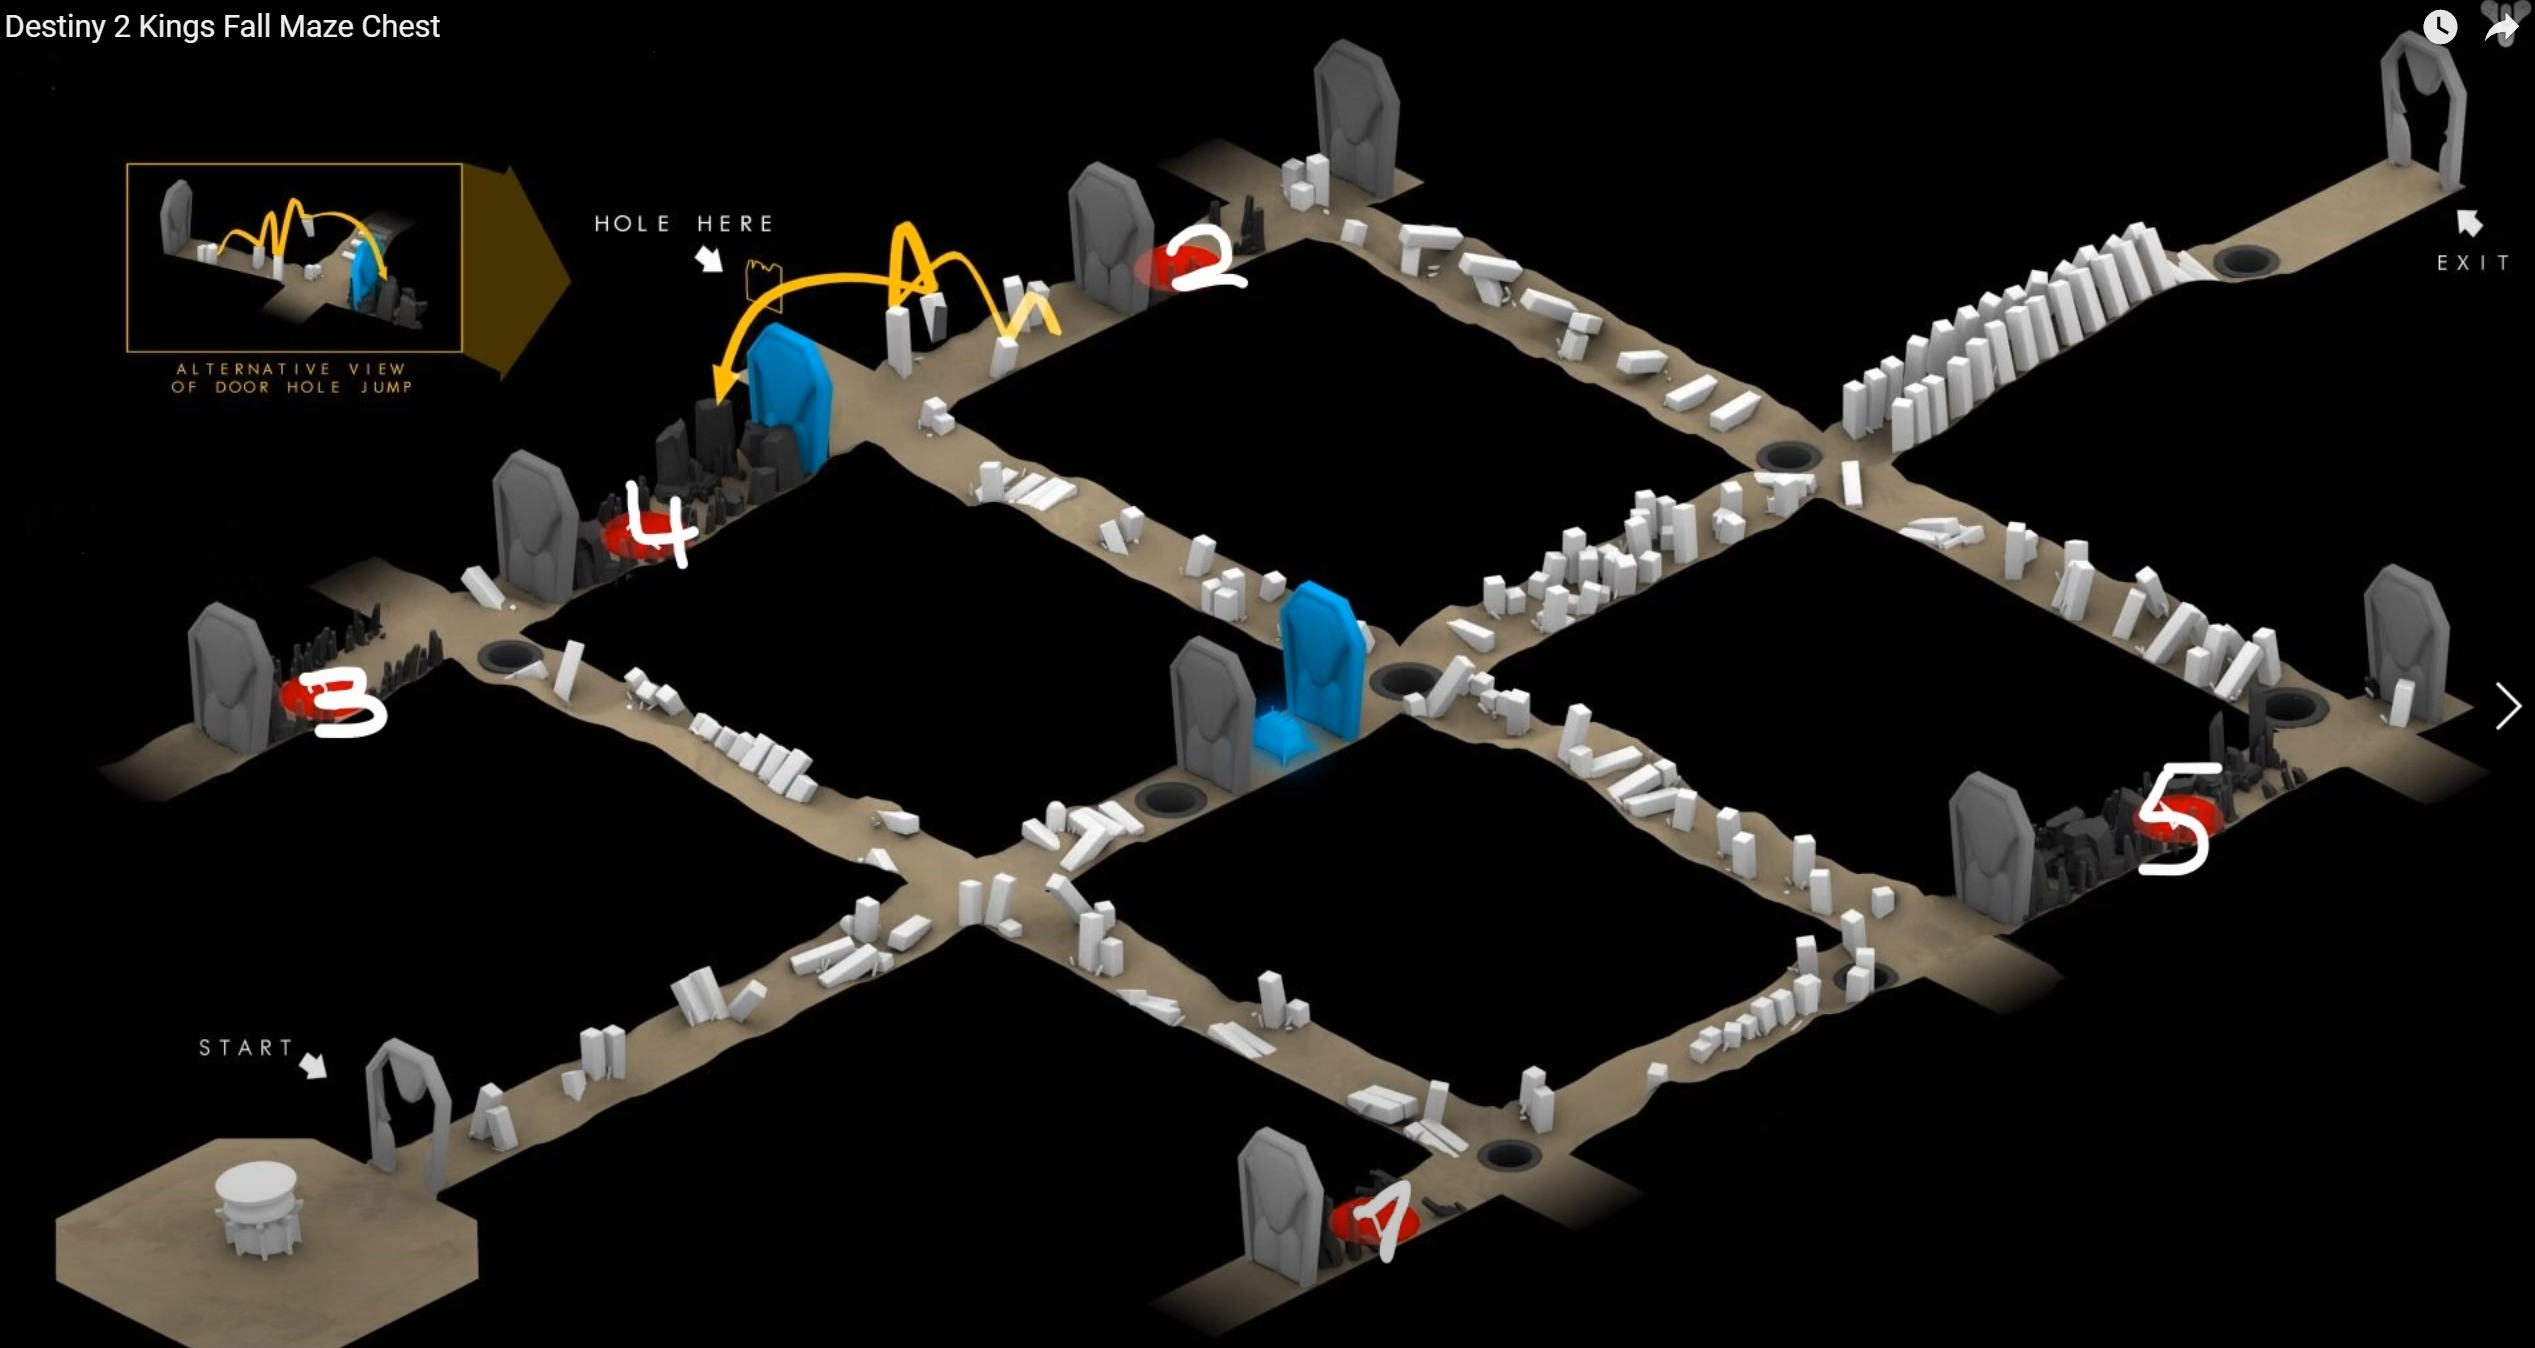 Destiny 2 Kings Fall Maze Chest
HOLE HERE
2
EXIT
ALTERNATIVE VIEW
OF DOOR HOLE JUMP
4
3
5
START
1